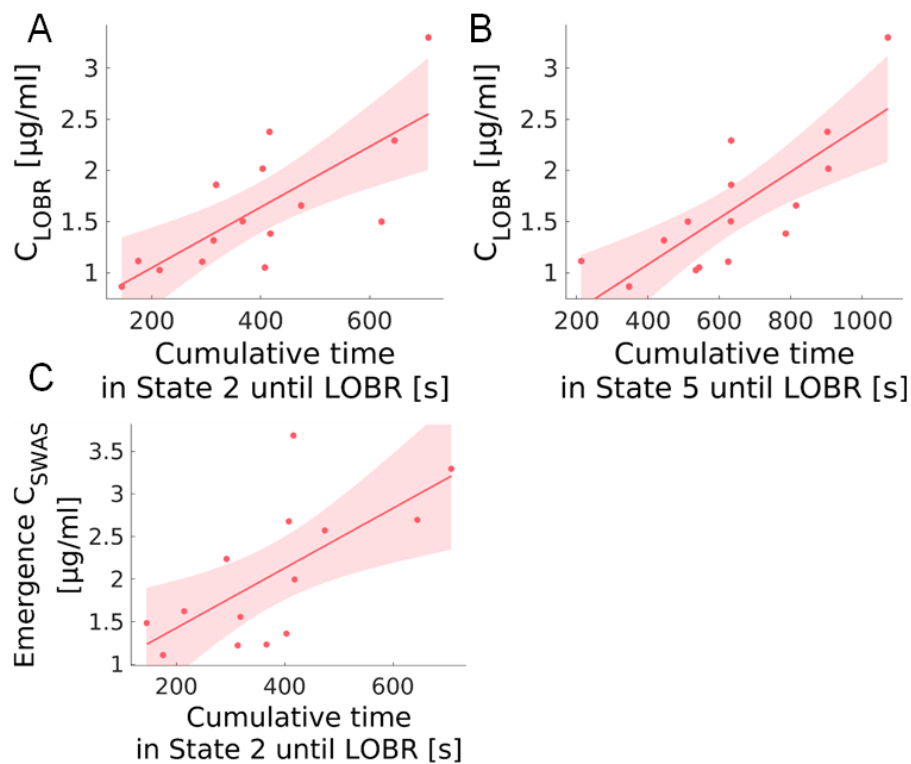 A
C_LOBR [µg/ml]
3
2.5
2
1.5
1
200 400 600
Cumulative time
in State 2 until LOBR [s]
B
C_LOBR [µg/ml]
3
2.5
2
1.5
1
200 400 600 800 1000
Cumulative time
in State 5 until LOBR [s]
C
Emergence C_SWAS
[µg/ml]
3.5
3
2.5
2
1.5
1
200 400 600
Cumulative time
in State 2 until LOBR [s]